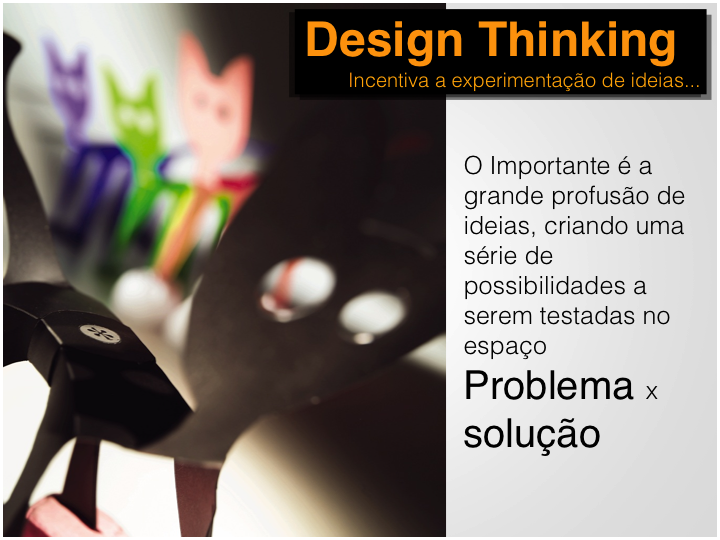 Design Thinking
Incentiva a experimentação de ideias...
O Importante é a
grande profusão de
ideias, criando uma
série de
possibilidades a
serem testadas no
espaço
Problema x
solução